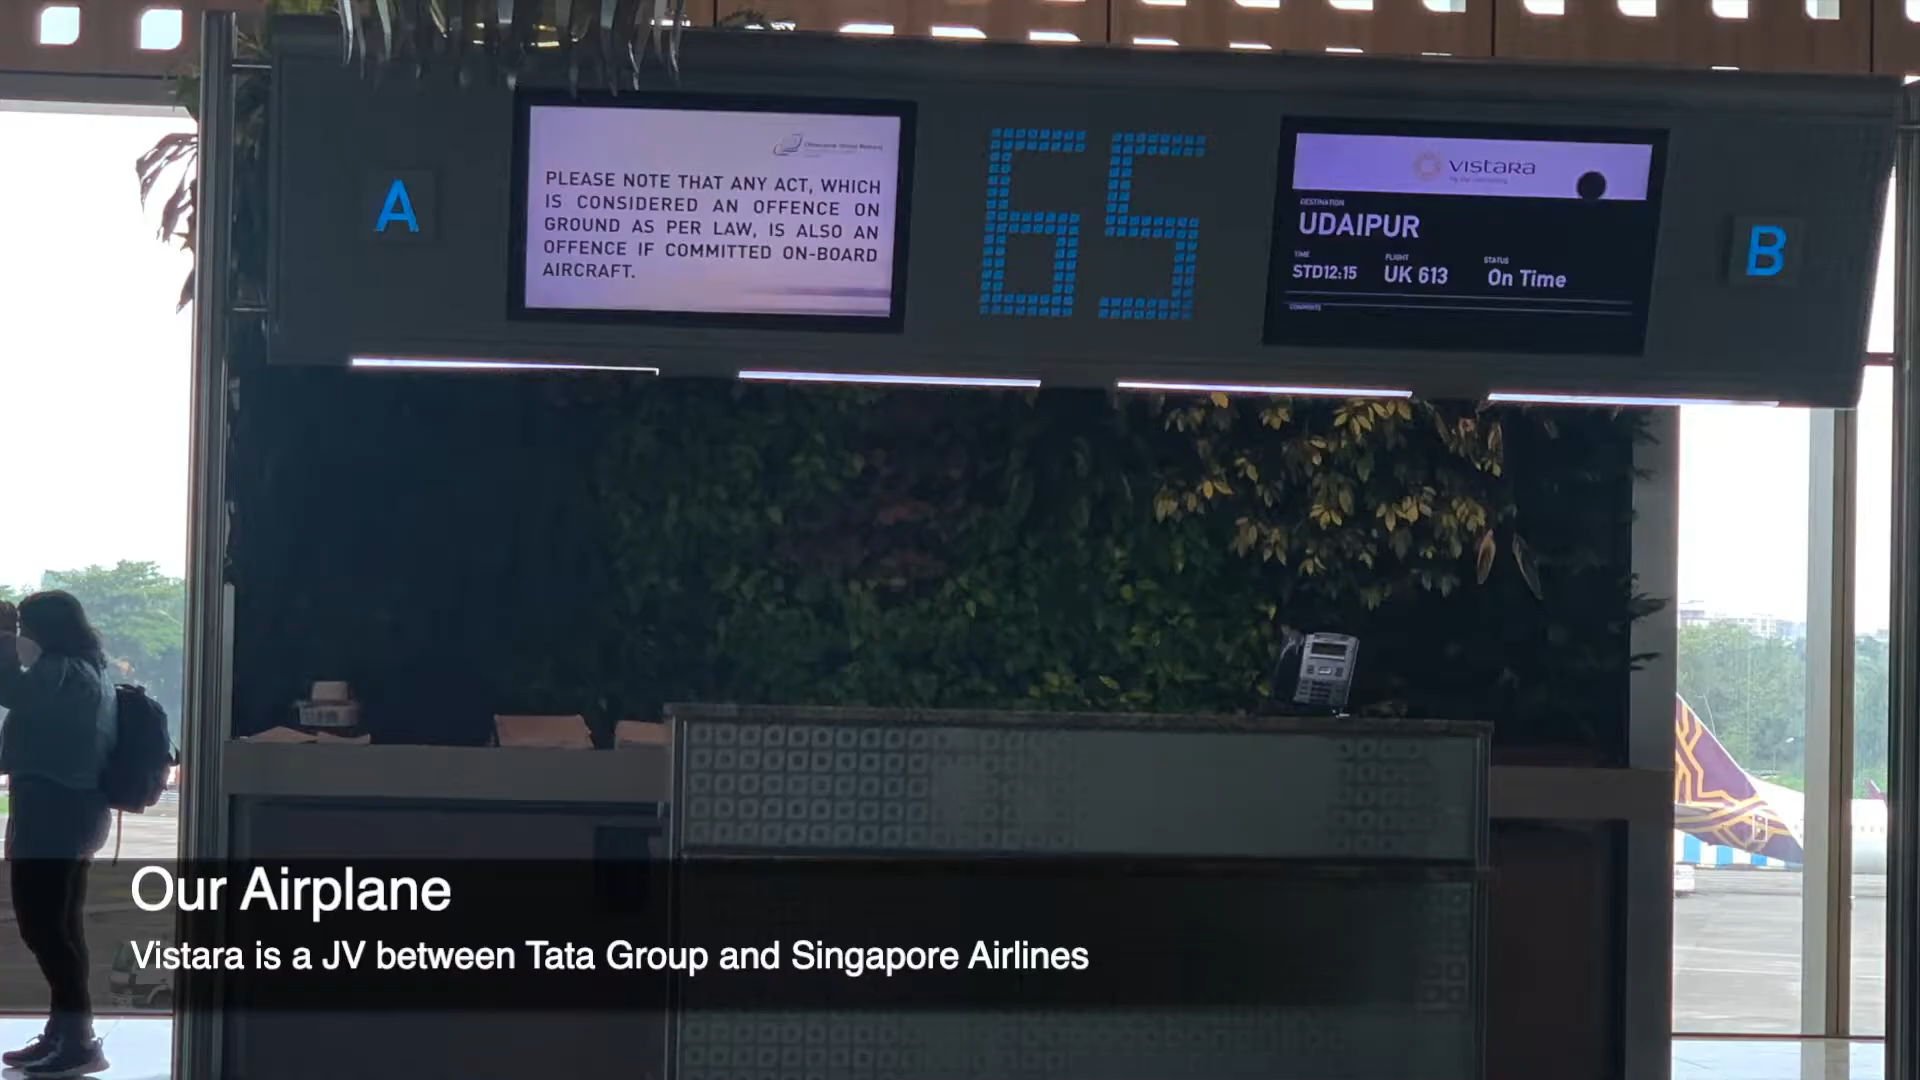 A
PLEASE NOTE THAT ANY ACT, WHICH
IS CONSIDERED AN OFFENCE ON
GROUND AS PER LAW, IS ALSO AN
OFFENCE IF COMMITTED ON-BOARD
AIRCRAFT.
65
vistara
DESTINATION
UDAIPUR
TIME FLIGHT STATUS
STD12:15 UK 613 On Time
COMMENTS
B
Our Airplane
Vistara is a JV between Tata Group and Singapore Airlines